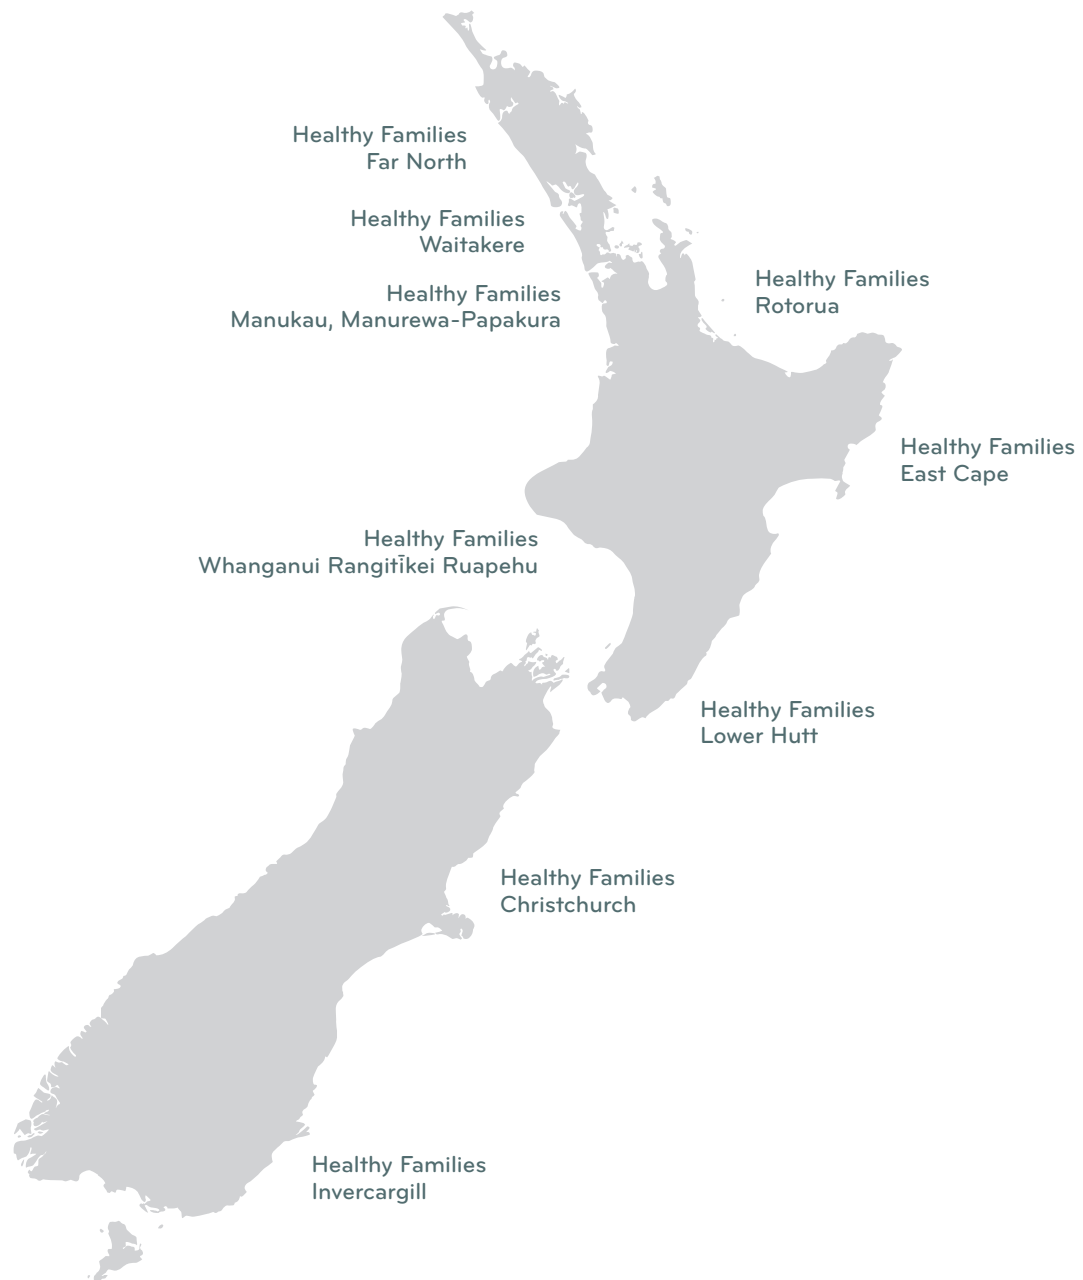 Healthy Families
Far North
Healthy Families
Waitakere
Healthy Families
Manukau, Manurewa-Papakura
Healthy Families
Rotorua
Healthy Families
East Cape
Healthy Families
Whanganui Rangitīkei Ruapehu
Healthy Families
Lower Hutt
Healthy Families
Christchurch
Healthy Families
Invercargill